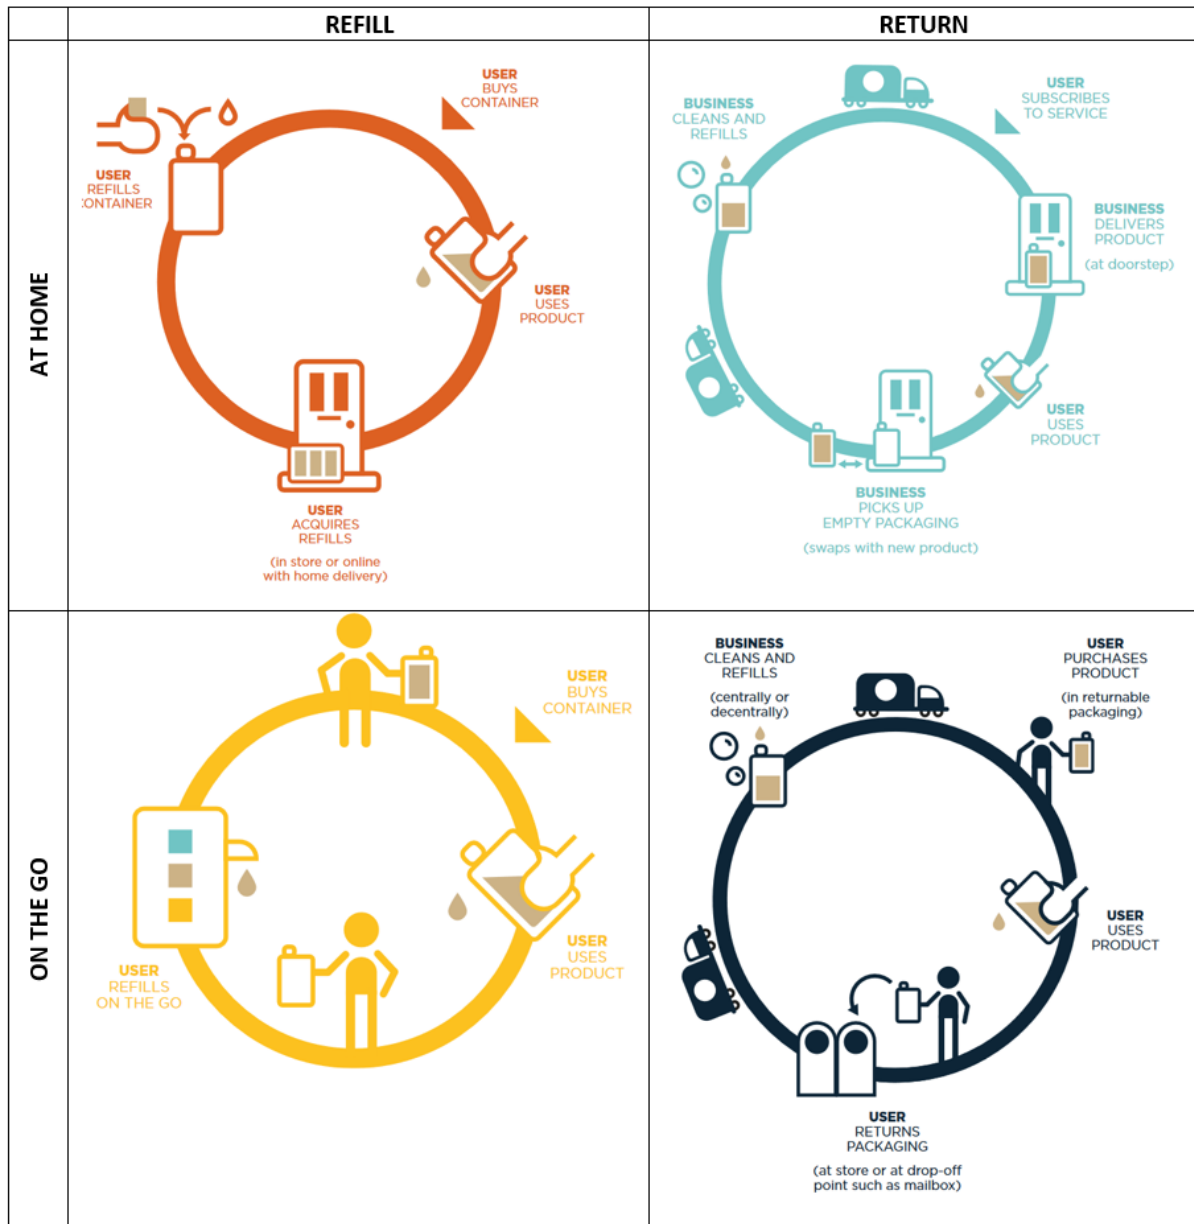 REFILL
RETURN
AT HOME
USER
BUYS
CONTAINER
USER
REFILLS
CONTAINER
USER
USES
PRODUCT
USER
ACQUIRES
REFILLS
(in store or online
with home delivery)
USER
SUBSCRIBES
TO SERVICE
BUSINESS
CLEANS AND
REFILLS
BUSINESS
DELIVERS
PRODUCT
(at doorstep)
USER
USES
PRODUCT
BUSINESS
PICKS UP
EMPTY PACKAGING
(swaps with new product)
ON THE GO
USER
BUYS
CONTAINER
USER
USES
PRODUCT
USER
REFILLS
ON THE GO
BUSINESS
CLEANS AND
REFILLS
(centrally or
decentrally)
USER
PURCHASES
PRODUCT
(in returnable
packaging)
USER
USES
PRODUCT
USER
RETURNS
PACKAGING
(at store or at drop-off
point such as mailbox)